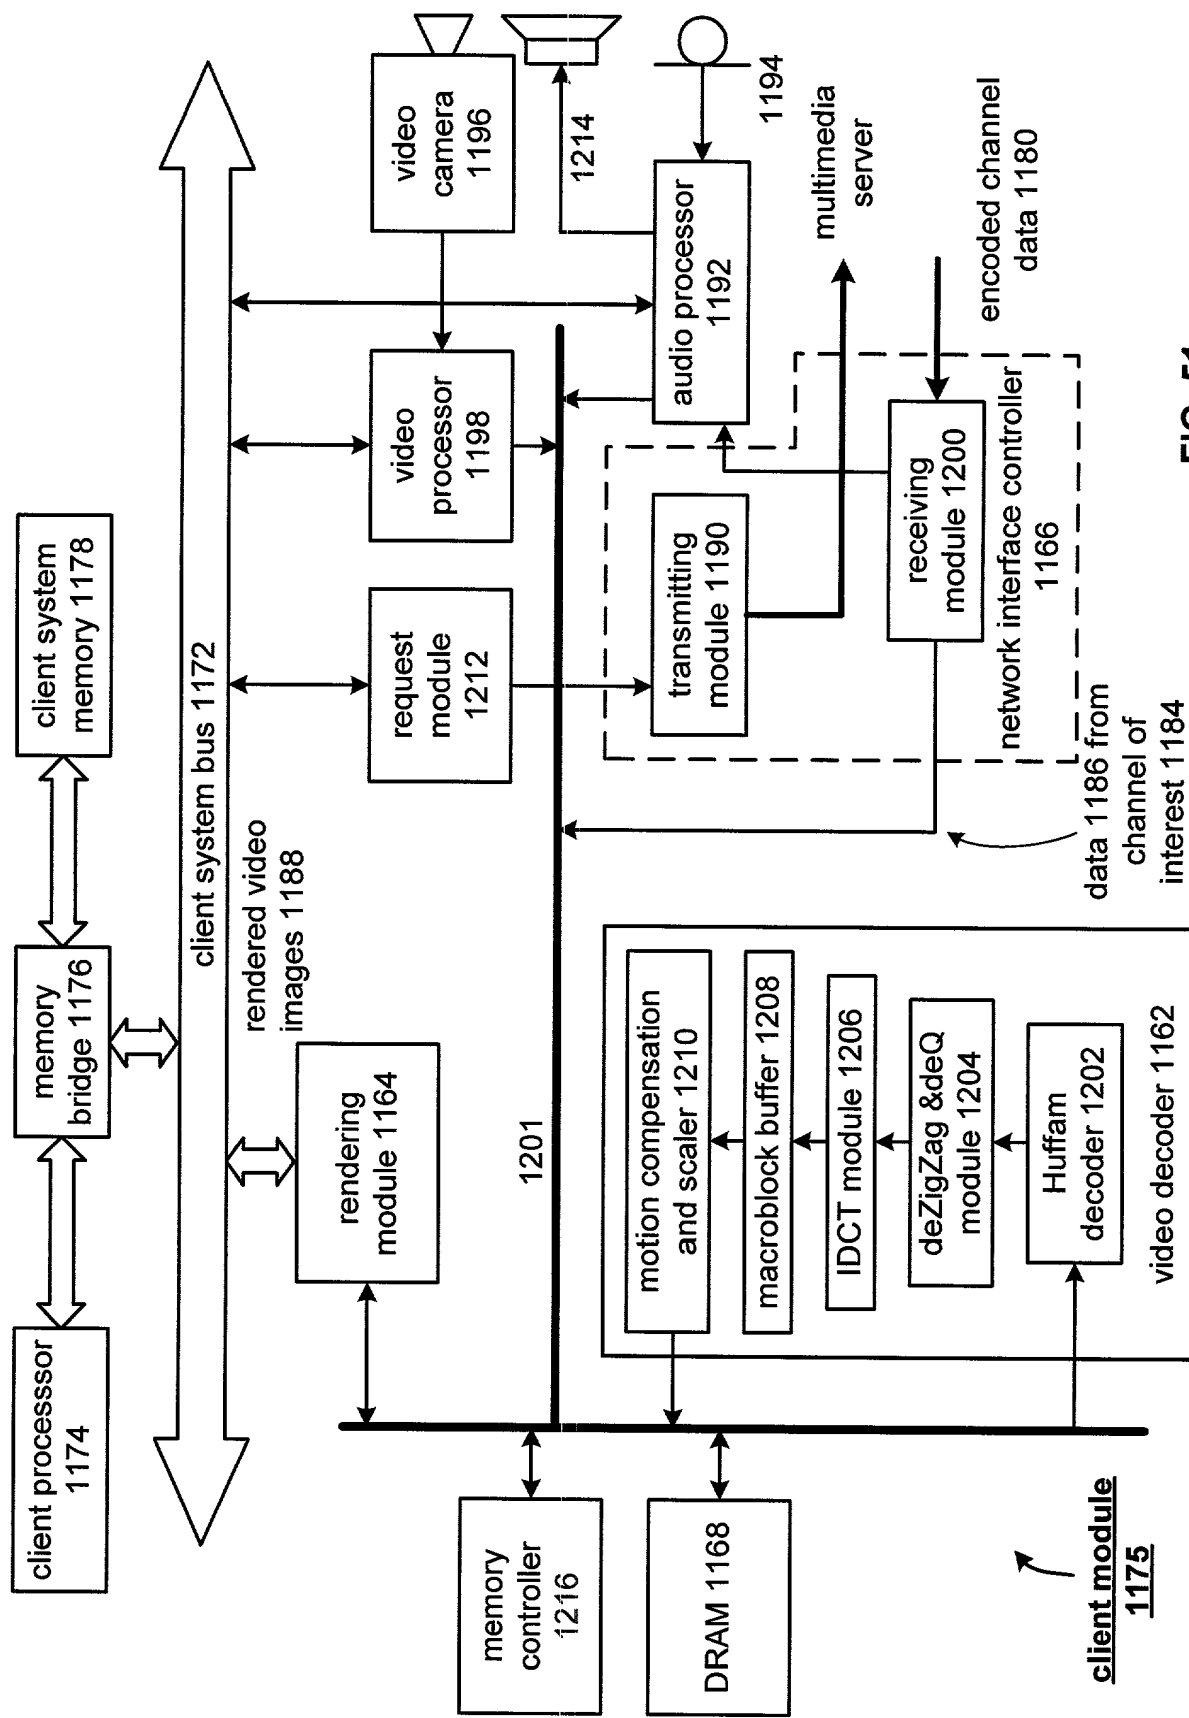 client processsor
1174
memory
bridge 1176
client system
memory 1178
client system bus 1172
rendered video
images 1188
rendering
module 1164
request
module
1212
video
processor
1198
video
camera
1196
1214
1201
memory
controller
1216
DRAM 1168
motion compensation
and scaler 1210
macroblock buffer 1208
IDCT module 1206
deZigZag &deQ
module 1204
Huffam
decoder 1202
video decoder 1162
transmitting
module 1190
audio processor
1192
1194
multimedia
server
receiving
module 1200
network interface controller
1166
encoded channel
data 1180
data 1186 from
channel of
interest 1184
client module
1175